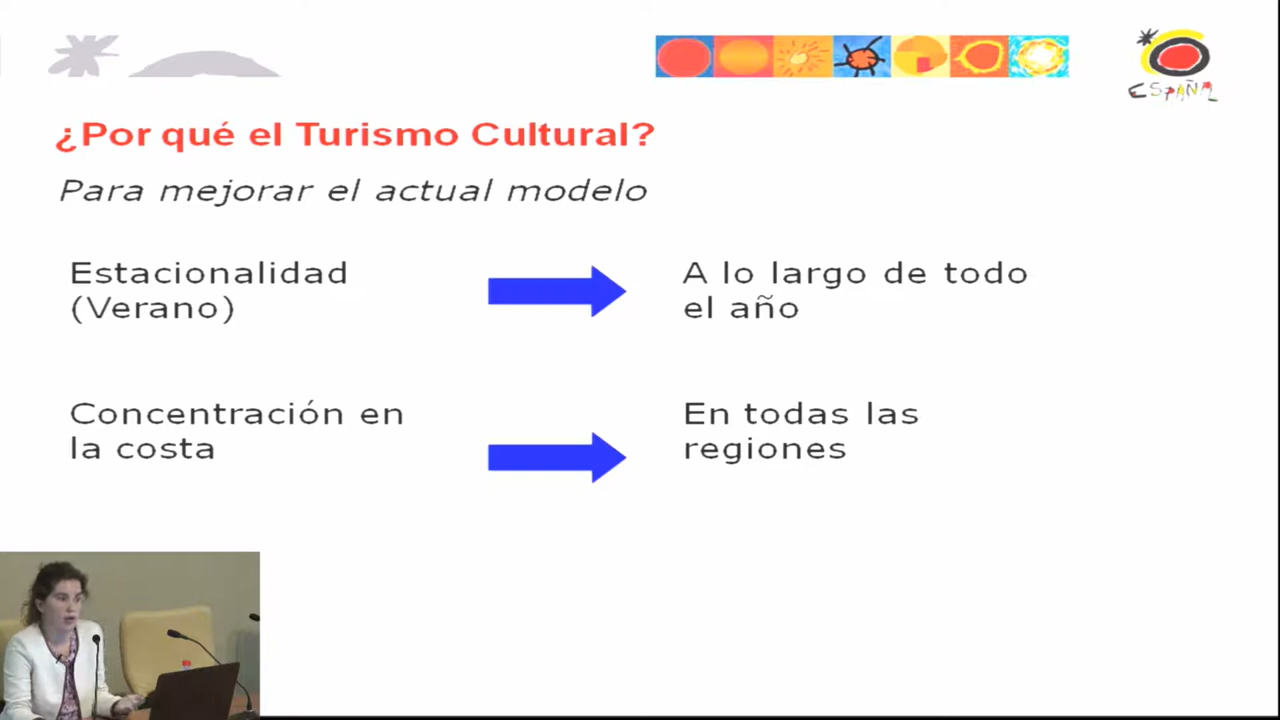 ESPAÑA
¿Por qué el Turismo Cultural?
Para mejorar el actual modelo
Estacionalidad
(Verano)
A lo largo de todo
el año
Concentración en
la costa
En todas las
regiones